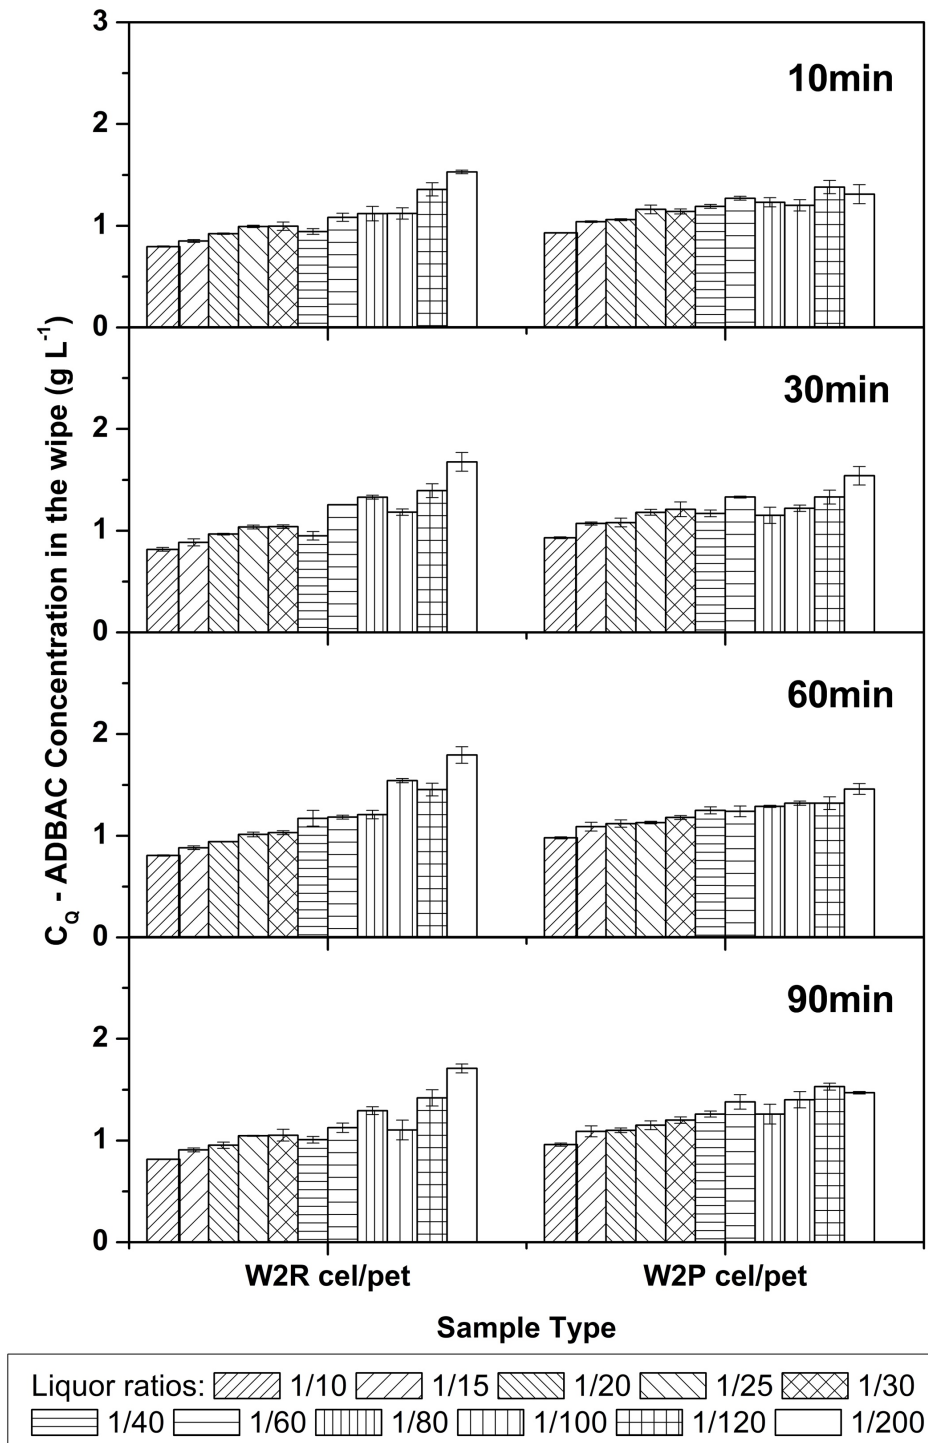 3
10min
2
1
0
30min
2
1
0
60min
2
1
0
90min
2
1
0
C_Q - ADBAC Concentration in the wipe (g L^-1)
W2R cel/pet W2P cel/pet
Sample Type
Liquor ratios: 1/10 1/15 1/20 1/25 1/30
1/40 1/60 1/80 1/100 1/120 1/200